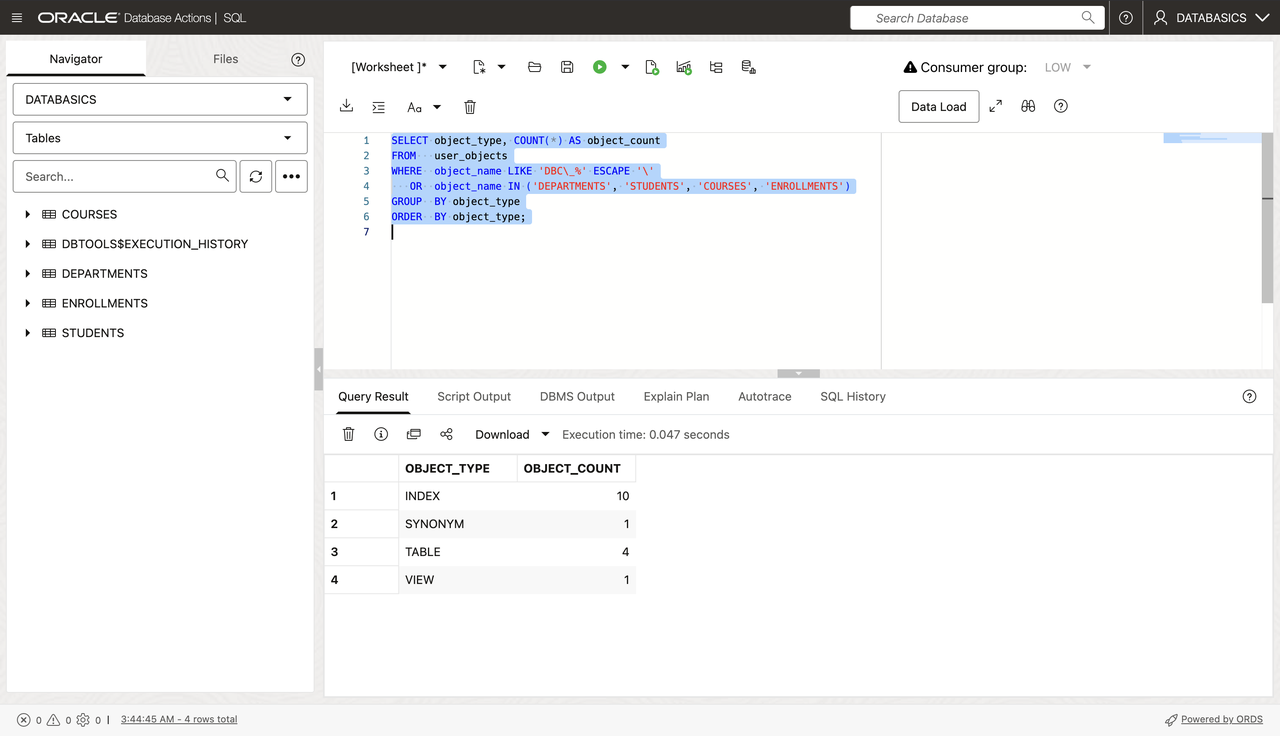 ORACLE Database Actions | SQL
Search Database
DATABASICS
Navigator
Files
DATABASICS
Tables
Search...
COURSES
DBTOOLS$EXECUTION_HISTORY
DEPARTMENTS
ENROLLMENTS
STUDENTS
[Worksheet ]*
Consumer group: LOW
Aa
Data Load
1 SELECT object_type, COUNT(*) AS object_count
2 FROM user_objects
3 WHERE object_name LIKE 'DBC\_%' ESCAPE '\'
4 OR object_name IN ('DEPARTMENTS', 'STUDENTS', 'COURSES', 'ENROLLMENTS')
5 GROUP BY object_type
6 ORDER BY object_type;
7
Query Result Script Output DBMS Output Explain Plan Autotrace SQL History
Download Execution time: 0.047 seconds
OBJECT_TYPE OBJECT_COUNT
1 INDEX 10
2 SYNONYM 1
3 TABLE 4
4 VIEW 1
0 0 0 | 3:44:45 AM - 4 rows total
Powered by ORDS